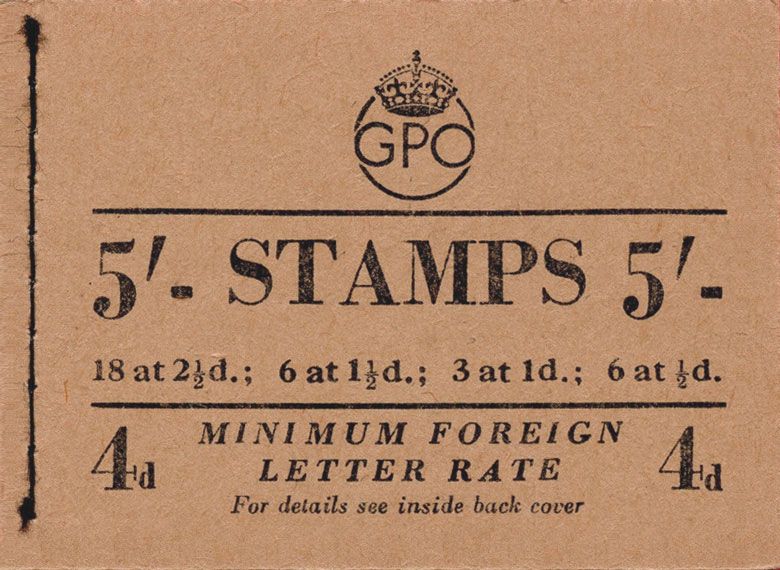 GPO
5/- STAMPS 5/-
18 at 2½d.; 6 at 1½d.; 3 at 1d.; 6 at ½d.
4d MINIMUM FOREIGN 4d
LETTER RATE
For details see inside back cover